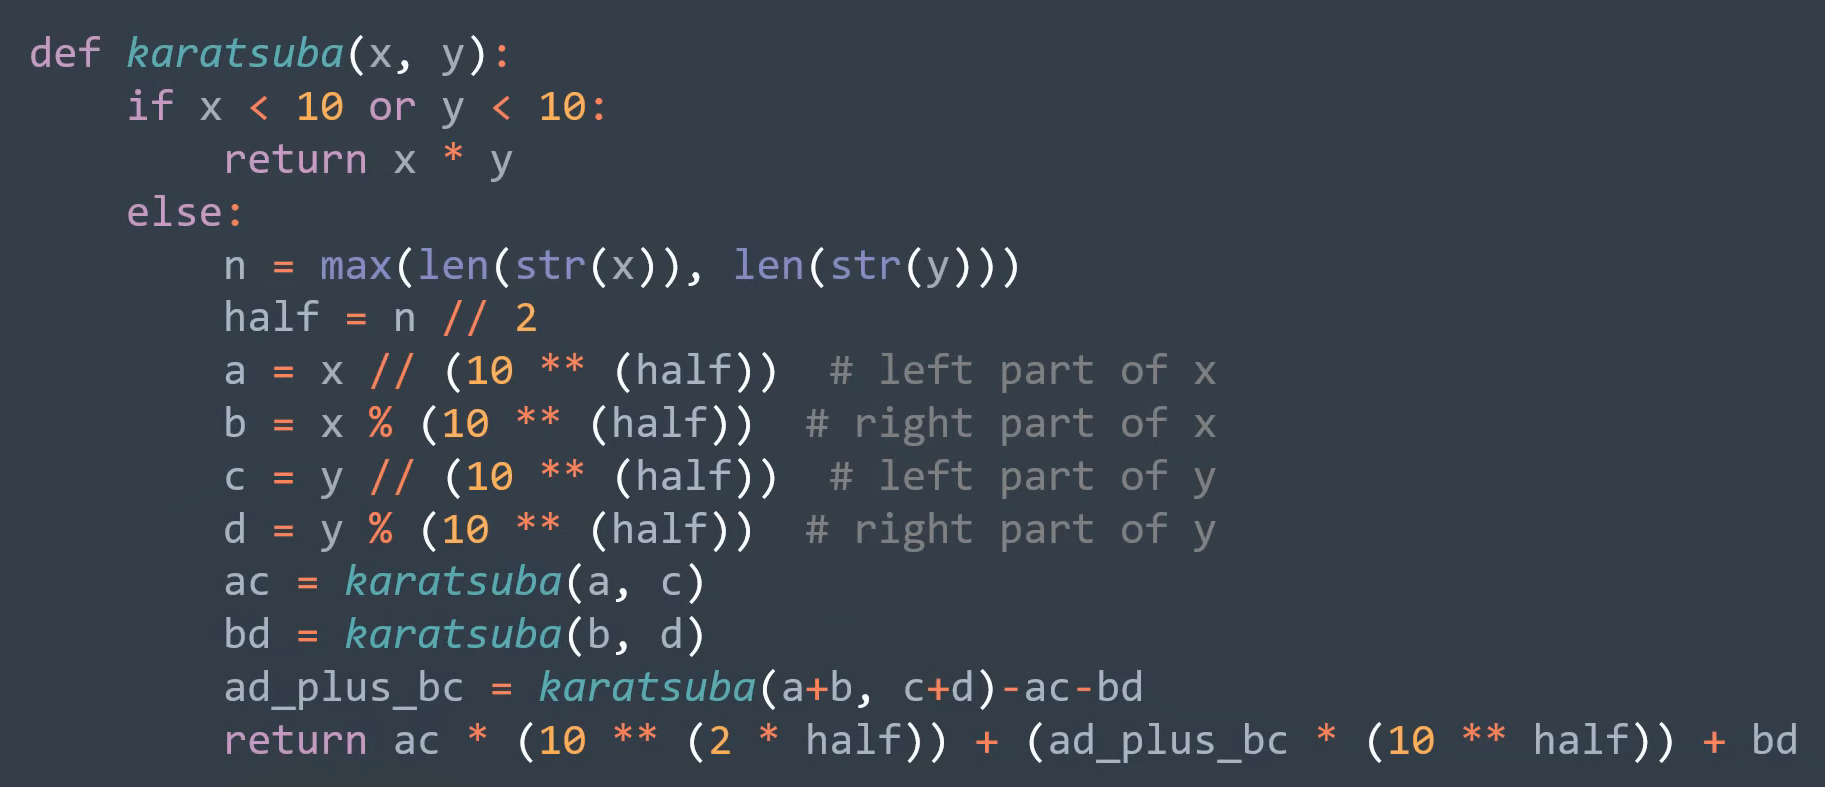 def karatsuba(x, y):
    if x < 10 or y < 10:
        return x * y
    else:
        n = max(len(str(x)), len(str(y)))
        half = n // 2
        a = x // (10 ** (half))  # left part of x
        b = x % (10 ** (half))  # right part of x
        c = y // (10 ** (half))  # left part of y
        d = y % (10 ** (half))  # right part of y
        ac = karatsuba(a, c)
        bd = karatsuba(b, d)
        ad_plus_bc = karatsuba(a+b, c+d)-ac-bd
        return ac * (10 ** (2 * half)) + (ad_plus_bc * (10 ** half)) + bd